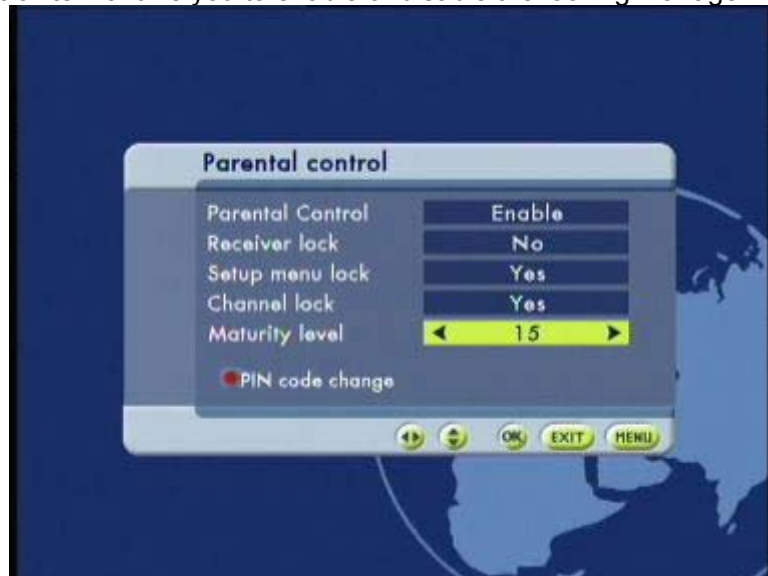 Parental control
Parental Control Enable
Receiver lock No
Setup menu lock Yes
Channel lock Yes
Maturity level 15
PIN code change
OK EXIT MENU